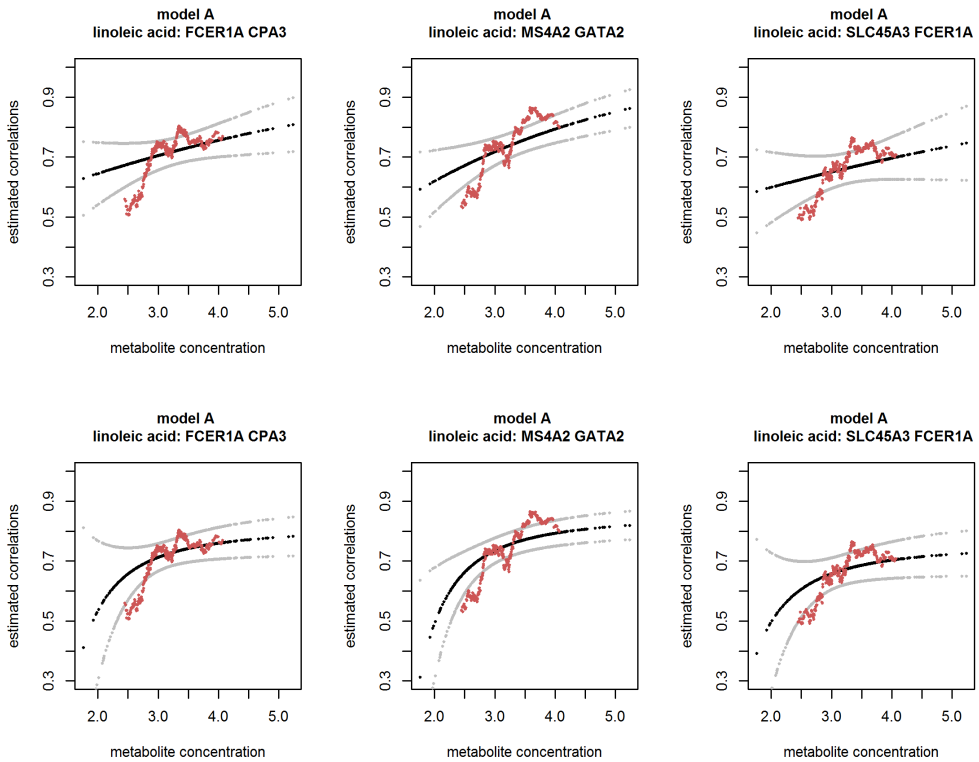 model A
linoleic acid: FCER1A CPA3
estimated correlations
0.3 0.5 0.7 0.9
2.0 3.0 4.0 5.0
metabolite concentration
model A
linoleic acid: MS4A2 GATA2
estimated correlations
0.3 0.5 0.7 0.9
2.0 3.0 4.0 5.0
metabolite concentration
model A
linoleic acid: SLC45A3 FCER1A
estimated correlations
0.3 0.5 0.7 0.9
2.0 3.0 4.0 5.0
metabolite concentration
model A
linoleic acid: FCER1A CPA3
estimated correlations
0.3 0.5 0.7 0.9
2.0 3.0 4.0 5.0
metabolite concentration
model A
linoleic acid: MS4A2 GATA2
estimated correlations
0.3 0.5 0.7 0.9
2.0 3.0 4.0 5.0
metabolite concentration
model A
linoleic acid: SLC45A3 FCER1A
estimated correlations
0.3 0.5 0.7 0.9
2.0 3.0 4.0 5.0
metabolite concentration